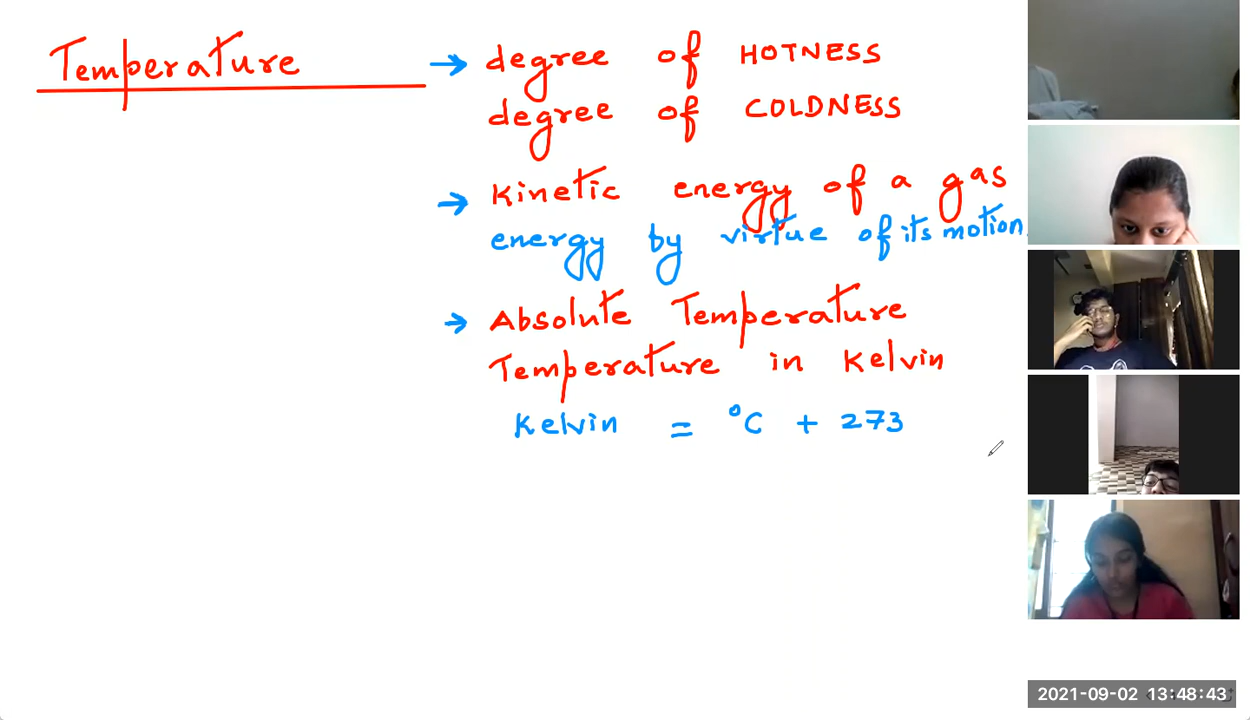 Temperature → degree of HOTNESS
degree of COLDNESS
→ Kinetic energy of a gas
energy by virtue of its motion.
→ Absolute Temperature
Temperature in Kelvin
Kelvin = °C + 273
2021-09-02 13:48:43